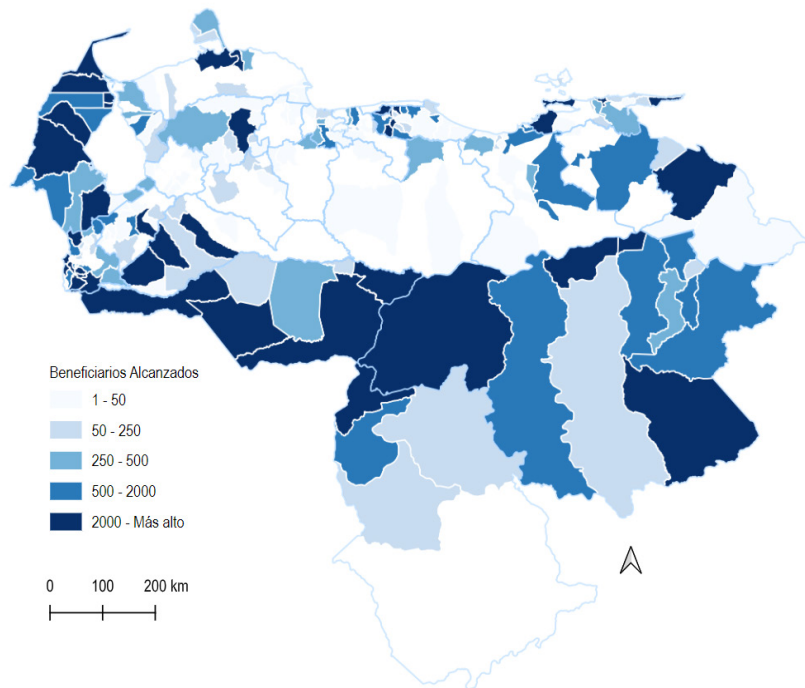 Beneficiarios Alcanzados
1 - 50
50 - 250
250 - 500
500 - 2000
2000 - Más alto
0 100 200 km